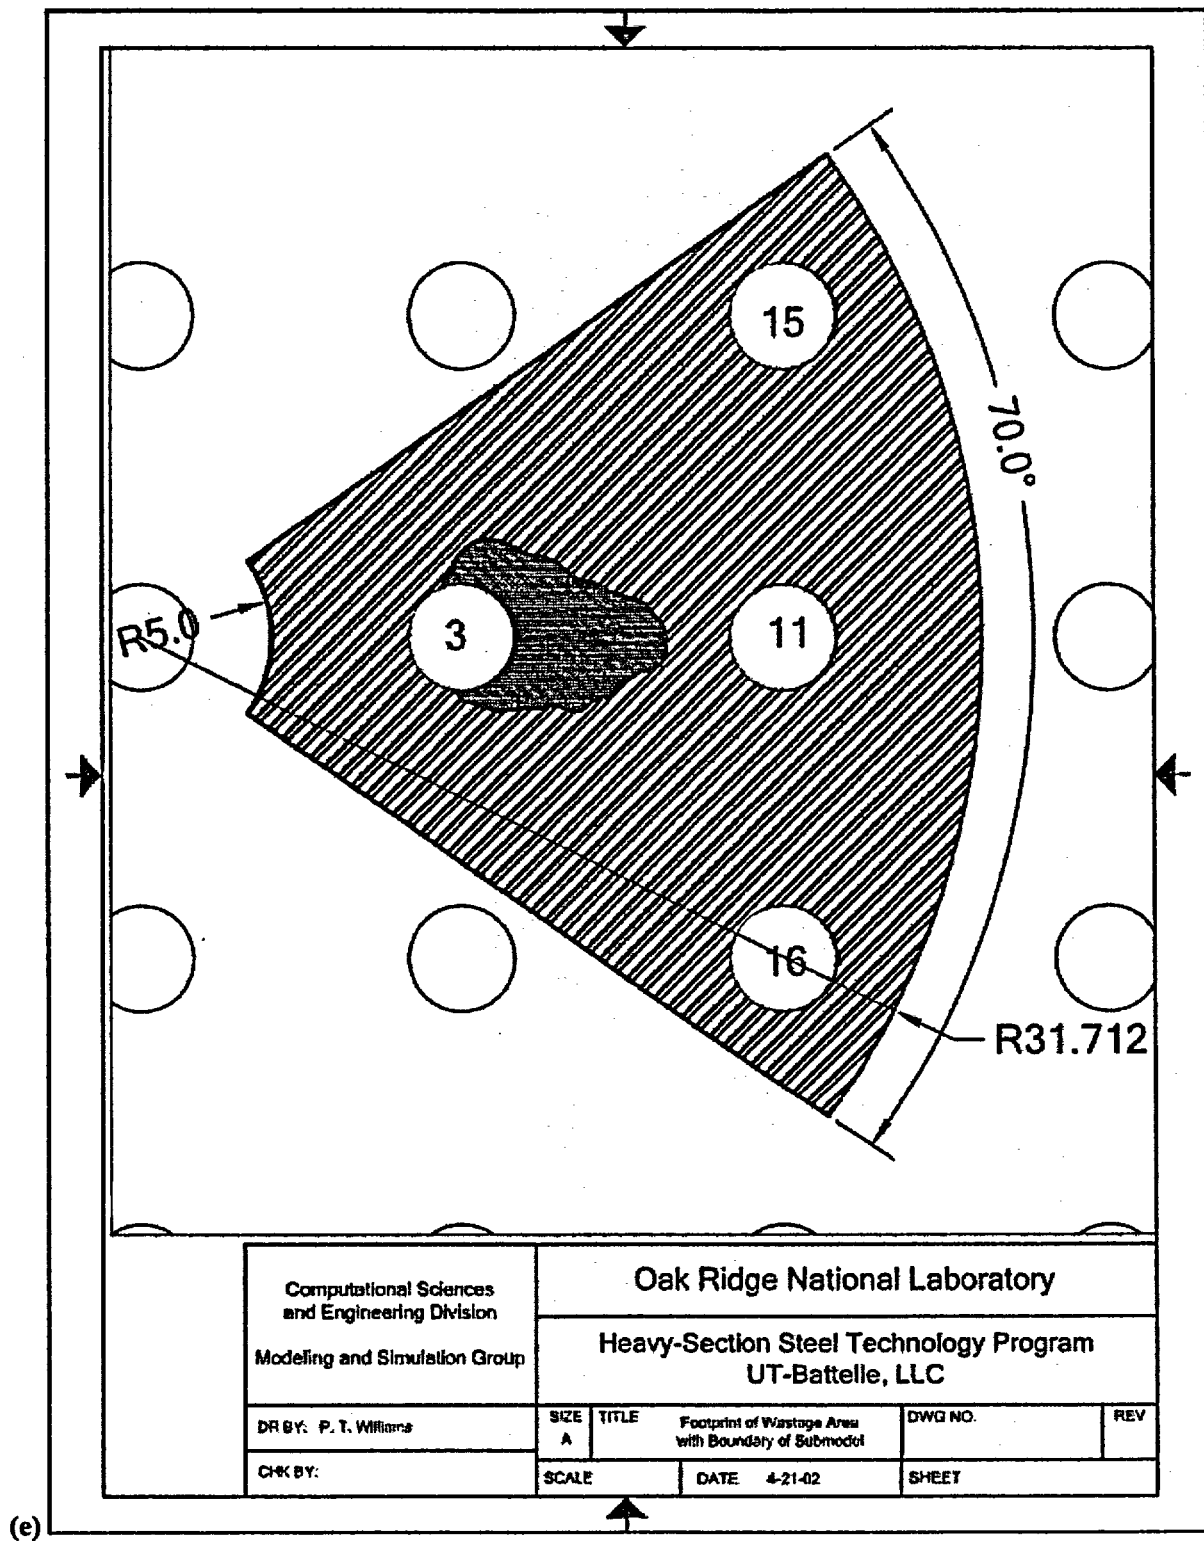 15
70.0°
R5.0
3
11
16
R31.712
Computational Sciences
and Engineering Division
Modeling and Simulation Group
Oak Ridge National Laboratory
Heavy-Section Steel Technology Program
UT-Battelle, LLC
DR BY: P. T. Williams
CHK BY:
SIZE
A
TITLE
Footprint of Wastage Area
with Boundary of Submodel
DWG NO.
REV
SCALE
DATE 4-21-02
SHEET
(e)